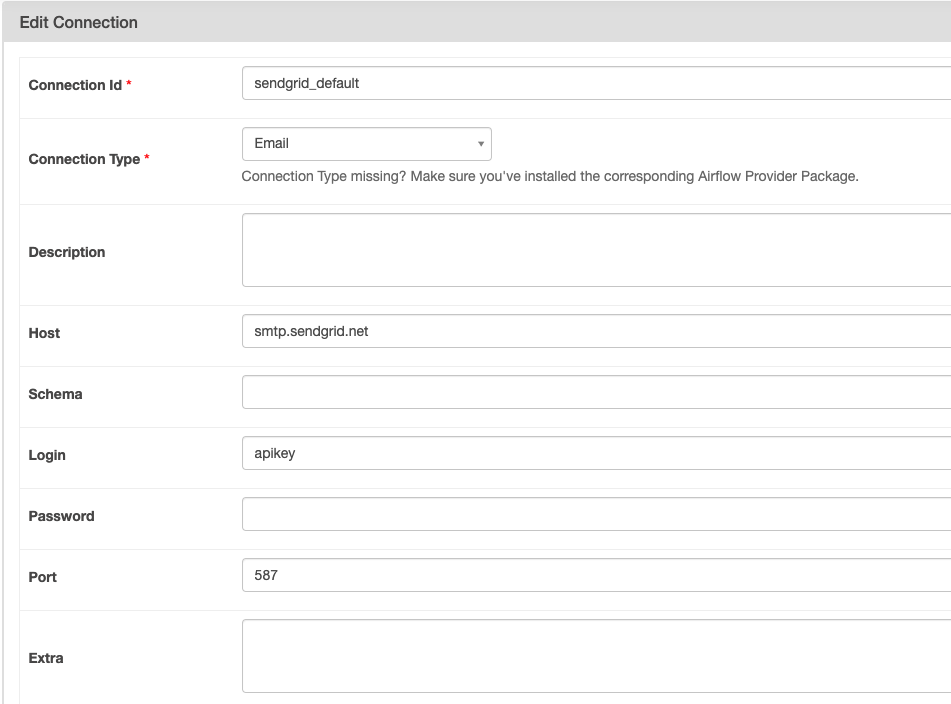 Edit Connection
Connection Id *
sendgrid_default
Connection Type *
Email
Connection Type missing? Make sure you've installed the corresponding Airflow Provider Package.
Description
Host
smtp.sendgrid.net
Schema
Login
apikey
Password
Port
587
Extra